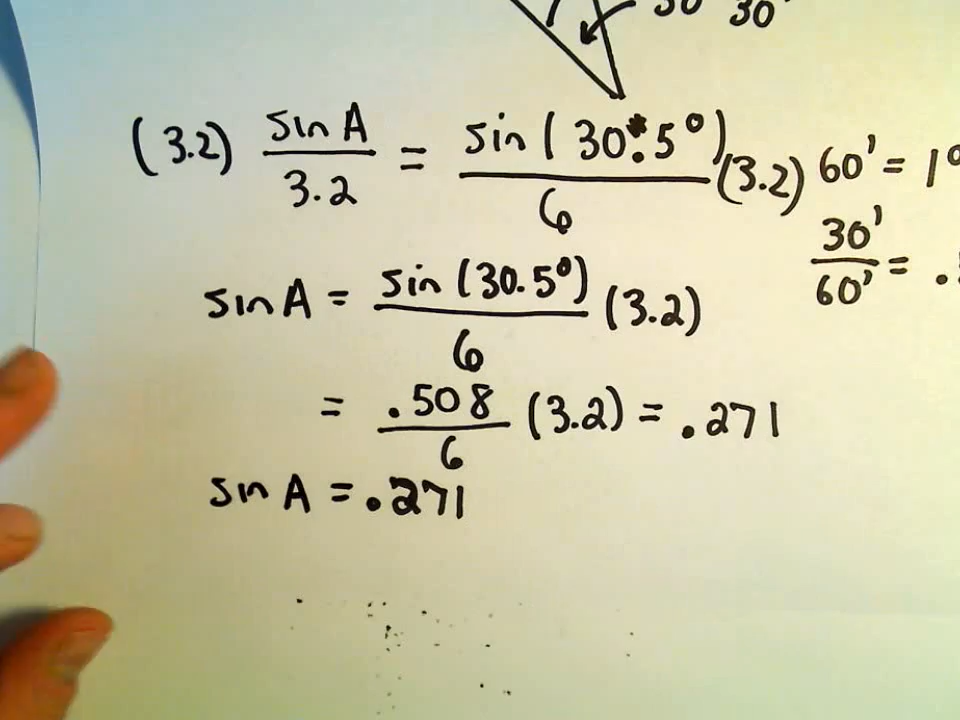 30° 30'
(3.2) sin A / 3.2 = sin(30.5°) / 6 (3.2) 60' = 1°
30' / 60' = .
sin A = sin(30.5°) / 6 (3.2)
= .508 / 6 (3.2) = .271
sin A = .271